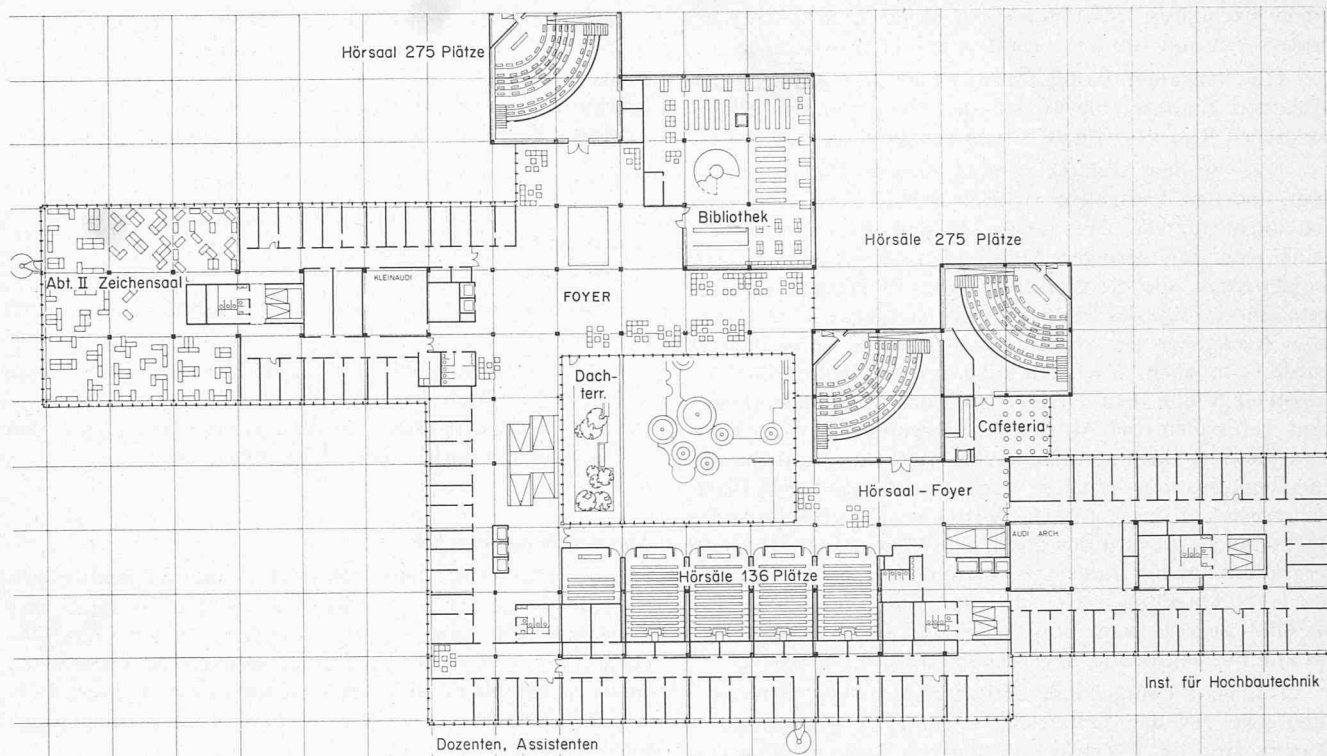 Hörsaal 275 Plätze
Bibliothek
Hörsäle 275 Plätze
Abt. II Zeichensaal
KLEINAUDI
FOYER
Dach-
terr.
Cafeteria
Hörsaal - Foyer
AUDI ARCH.
Hörsäle 136 Plätze
Inst. für Hochbautechnik
Dozenten, Assistenten